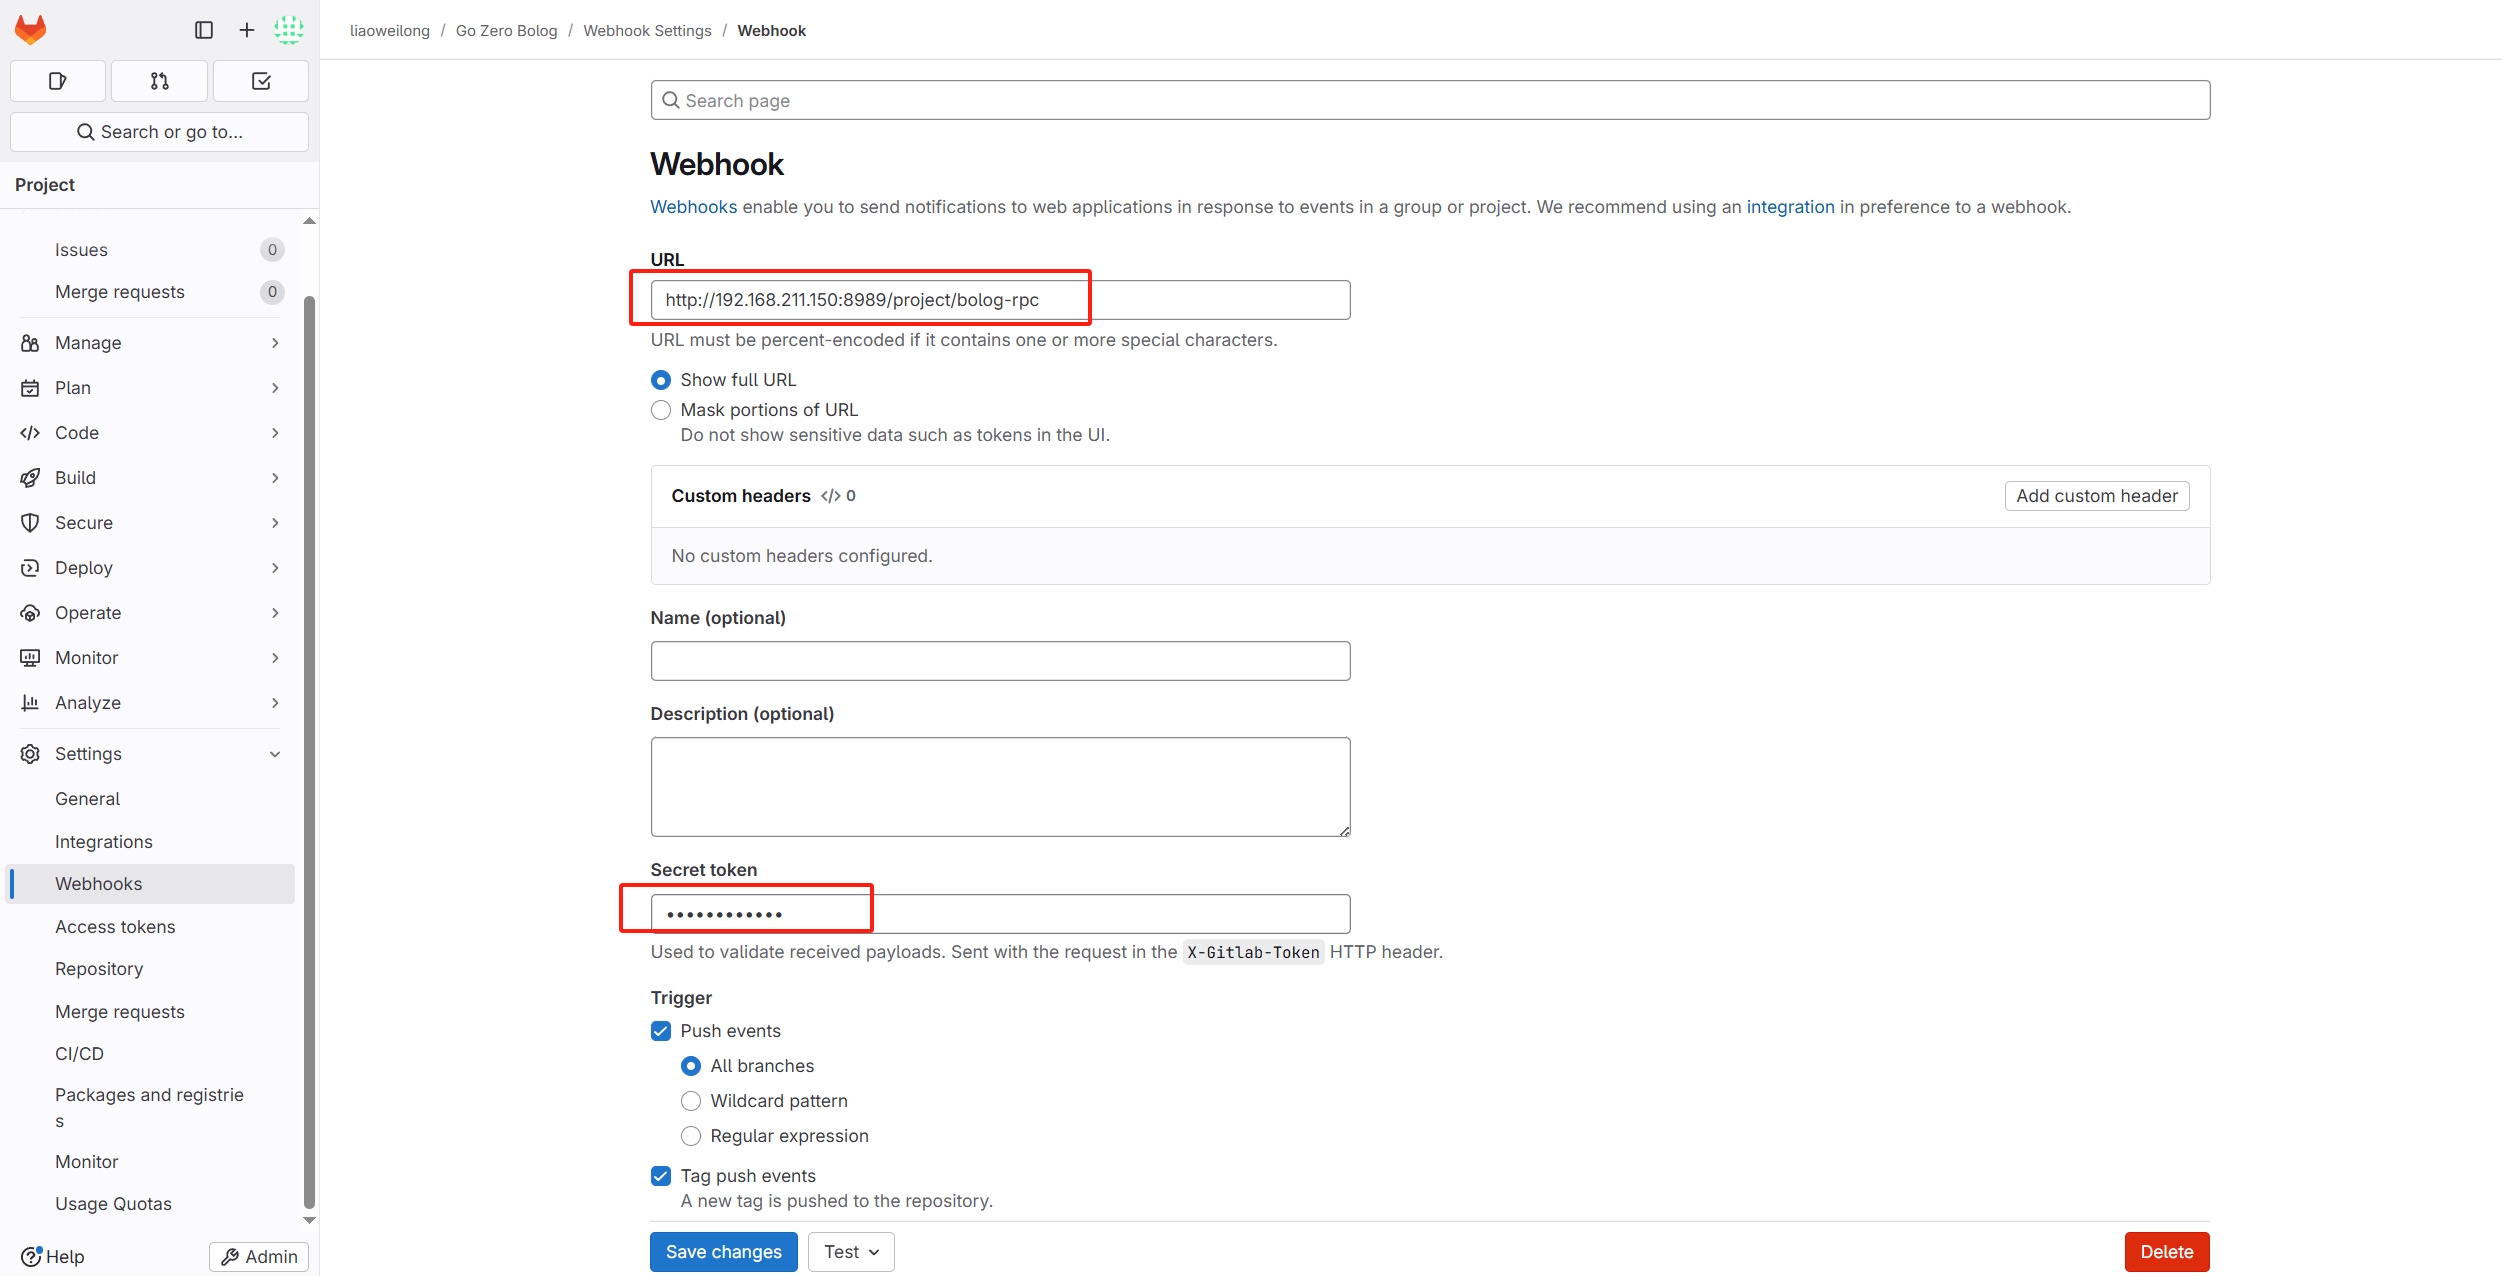 liaoweilong / Go Zero Bolog / Webhook Settings / Webhook
Search or go to...
Project
Issues 0
Merge requests 0
Manage
Plan
Code
Build
Secure
Deploy
Operate
Monitor
Analyze
Settings
General
Integrations
Webhooks
Access tokens
Repository
Merge requests
CI/CD
Packages and registrie
s
Monitor
Usage Quotas
Help
Admin
Search page
Webhook
Webhooks enable you to send notifications to web applications in response to events in a group or project. We recommend using an integration in preference to a webhook.
URL
http://192.168.211.150:8989/project/bolog-rpc
URL must be percent-encoded if it contains one or more special characters.
Show full URL
Mask portions of URL
Do not show sensitive data such as tokens in the UI.
Custom headers </> 0
Add custom header
No custom headers configured.
Name (optional)
Description (optional)
Secret token
••••••••••••
Used to validate received payloads. Sent with the request in the X-Gitlab-Token HTTP header.
Trigger
Push events
All branches
Wildcard pattern
Regular expression
Tag push events
A new tag is pushed to the repository.
Save changes
Test
Delete